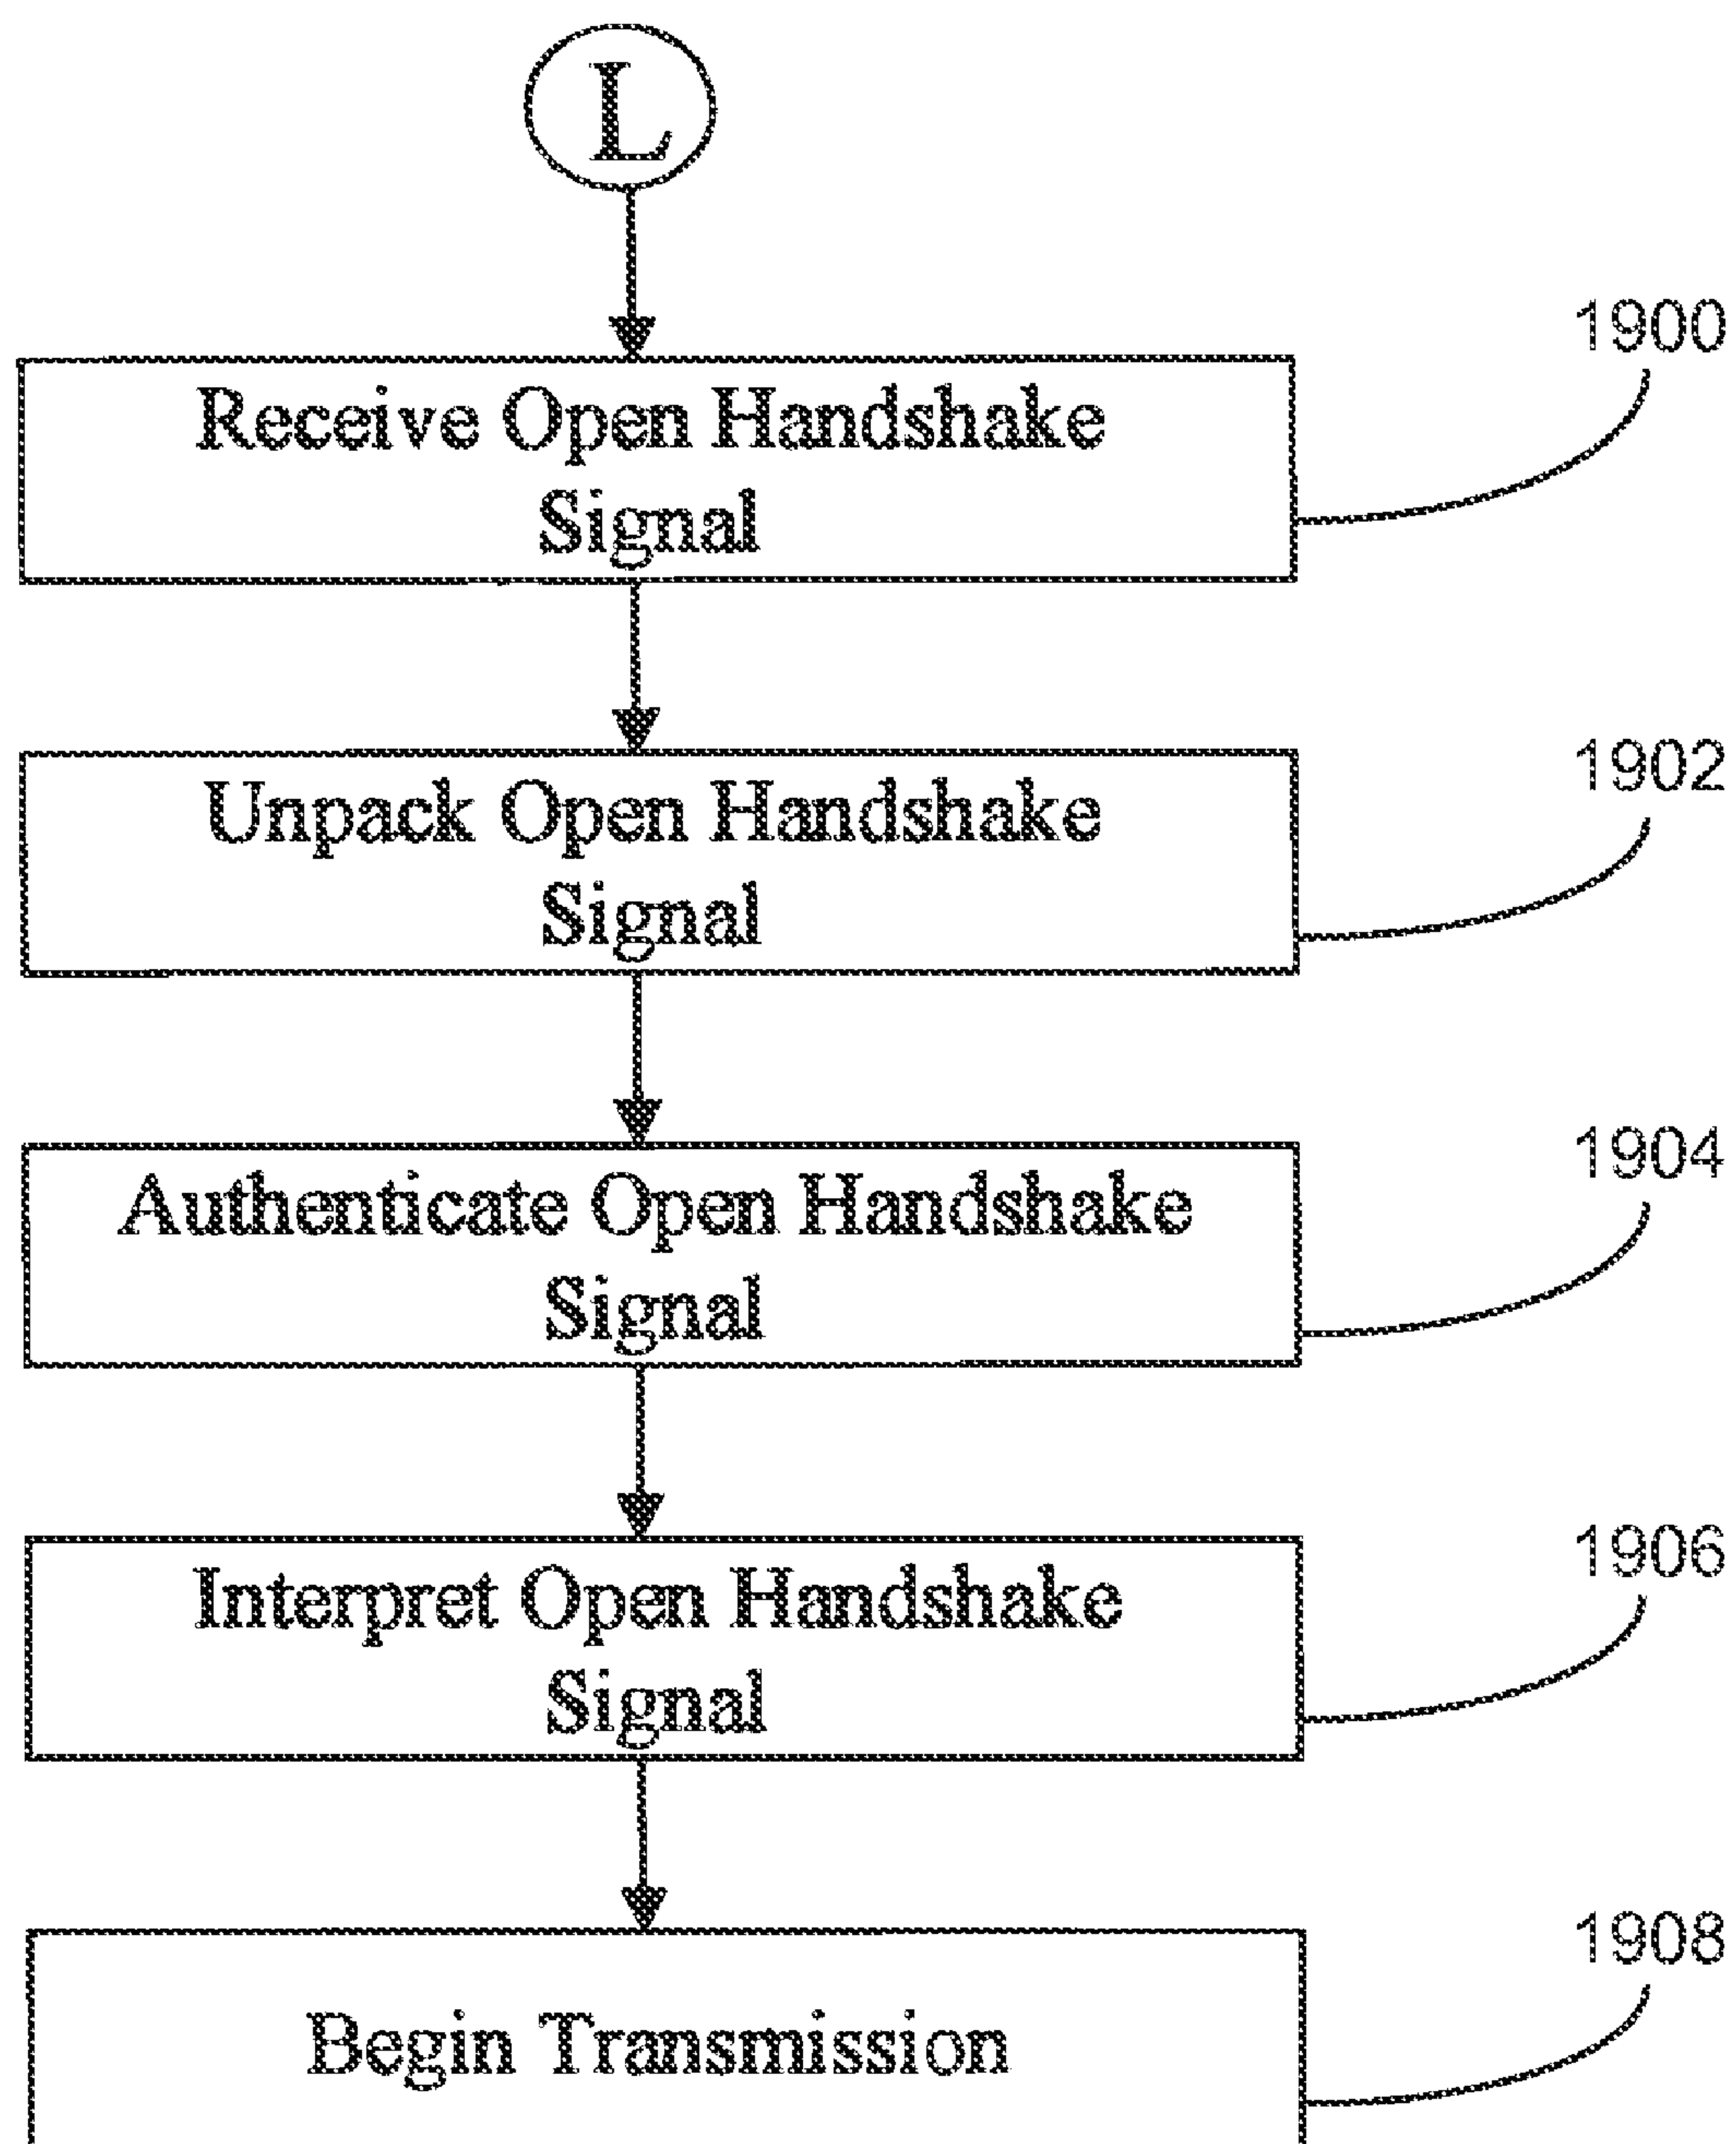 L
1900
Receive Open Handshake
Signal
1902
Unpack Open Handshake
Signal
1904
Authenticate Open Handshake
Signal
1906
Interpret Open Handshake
Signal
1908
Begin Transmission